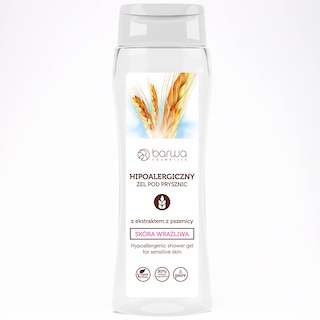 barwa
COSMETICS
HIPOALERGICZNY
ŻEL POD PRYSZNIC
z ekstraktem z pszenicy
SKÓRA WRAŻLIWA
Hypoallergenic shower gel
for sensitive skin